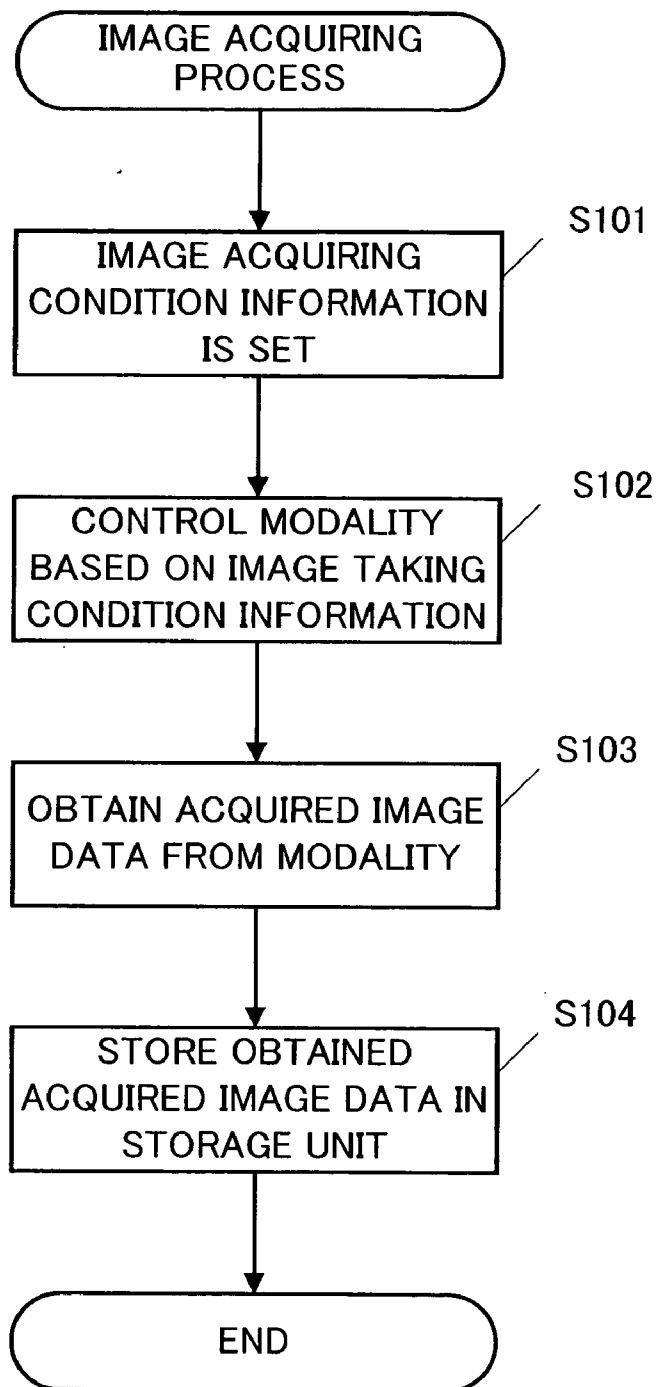 IMAGE ACQUIRING
PROCESS
S101
IMAGE ACQUIRING
CONDITION INFORMATION
IS SET
S102
CONTROL MODALITY
BASED ON IMAGE TAKING
CONDITION INFORMATION
S103
OBTAIN ACQUIRED IMAGE
DATA FROM MODALITY
S104
STORE OBTAINED
ACQUIRED IMAGE DATA IN
STORAGE UNIT
END